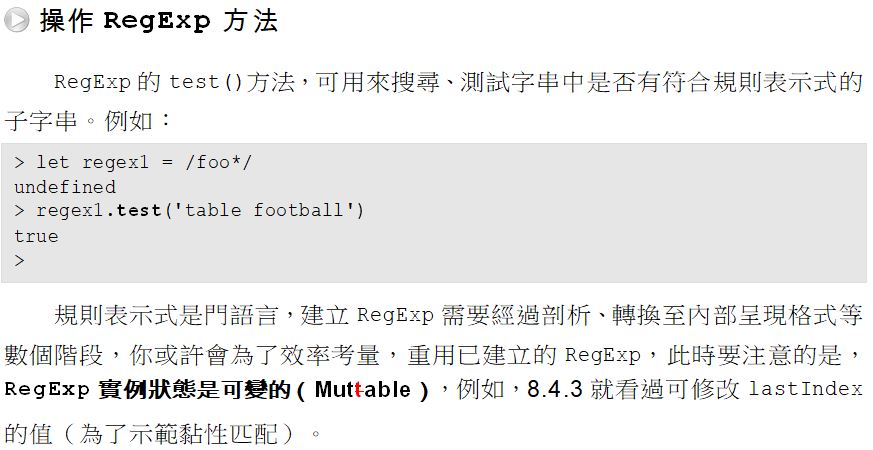 操作 RegExp 方法
RegExp 的 test()方法，可用來搜尋、測試字串中是否有符合規則表示式的
子字串。例如：
> let regex1 = /foo*/
undefined
> regex1.test('table football')
true
>
規則表示式是門語言，建立 RegExp 需要經過剖析、轉換至內部呈現格式等
數個階段，你或許會為了效率考量，重用已建立的 RegExp，此時要注意的是，
RegExp 實例狀態是可變的（Muttable），例如，8.4.3 就看過可修改 lastIndex
的值（為了示範黏性匹配）。